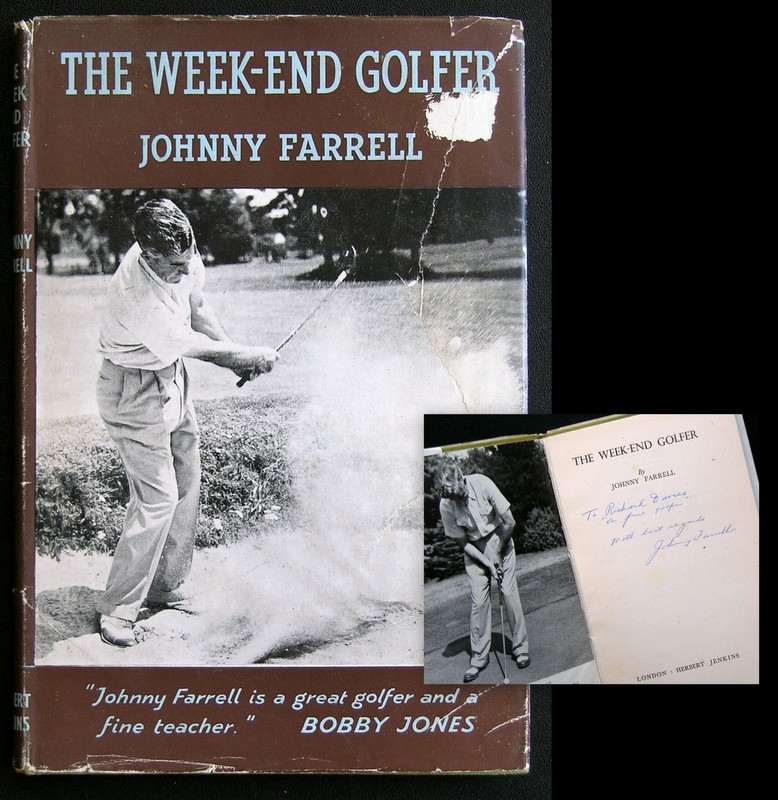 THE WEEK-END GOLFER
JOHNNY FARRELL
"Johnny Farrell is a great golfer and a
fine teacher."   BOBBY JONES
THE WEEK-END GOLFER
By
JOHNNY FARRELL
To Richard Davies
"a fine golfer".
With best regards
Johnny Farrell
LONDON : HERBERT JENKINS